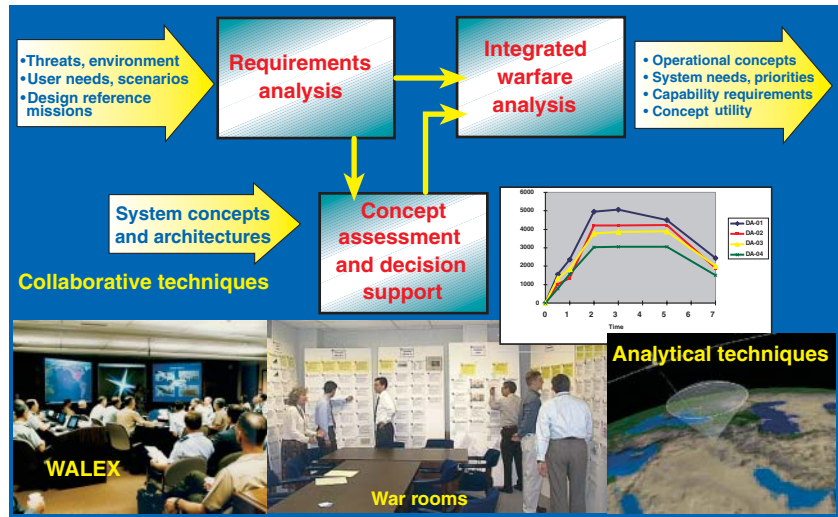 •Threats, environment
•User needs, scenarios
•Design reference
missions
Requirements
analysis
Integrated
warfare
analysis
• Operational concepts
• System needs, priorities
• Capability requirements
• Concept utility
System concepts
and architectures
Concept
assessment
and decision
support
Collaborative techniques
6000
5000
4000
3000
2000
1000
0
0
1
2
3
4
5
6
7
Time
DA-01
DA-02
DA-03
DA-04
WALEX
War rooms
Analytical techniques